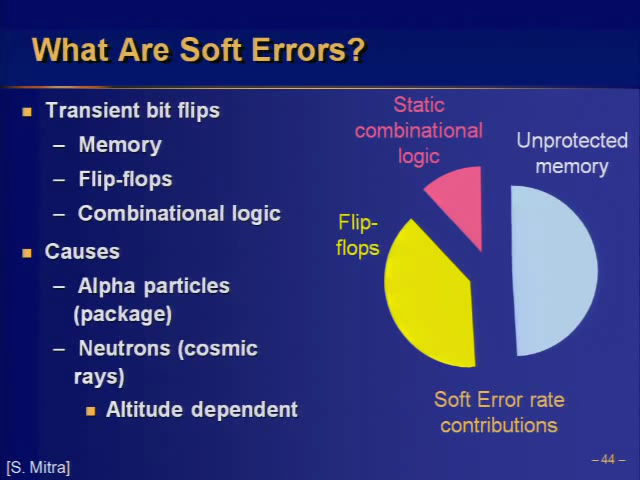 What Are Soft Errors?
Transient bit flips
– Memory
– Flip-flops
– Combinational logic
Causes
– Alpha particles
(package)
– Neutrons (cosmic
rays)
Altitude dependent
Static
combinational
logic
Unprotected
memory
Flip-
flops
Soft Error rate
contributions
[S. Mitra]
– 44 –